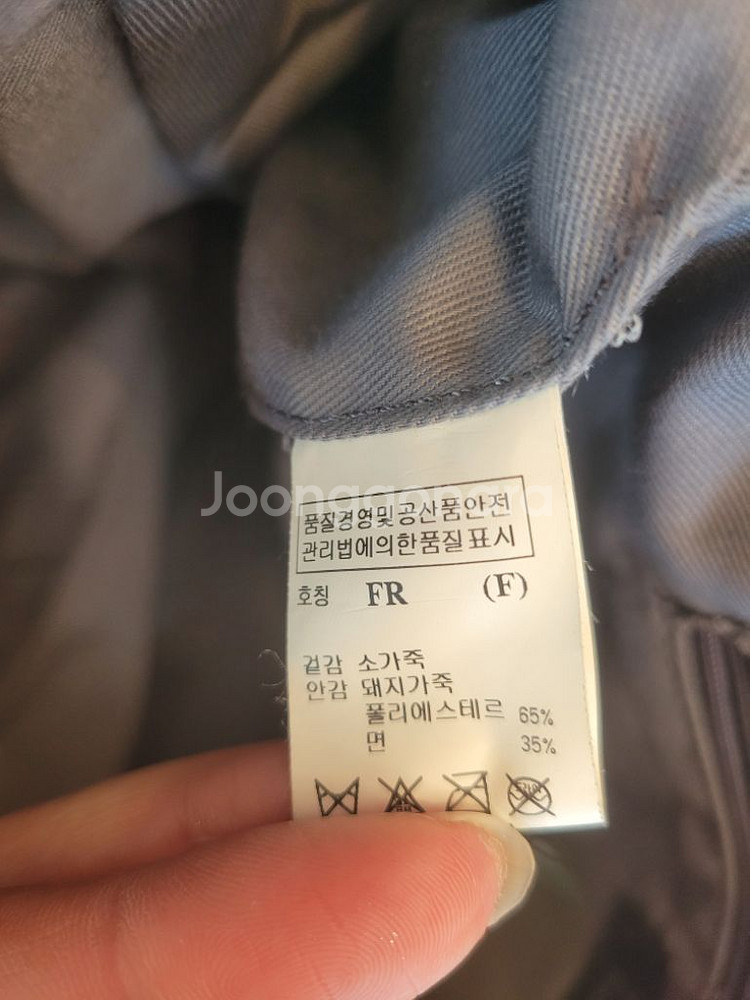 Joonggonara
품질경영및공산품안전
관리법에의한품질표시
호칭 FR (F)
겉감 소가죽
안감 돼지가죽
폴리에스테르 65%
면 35%